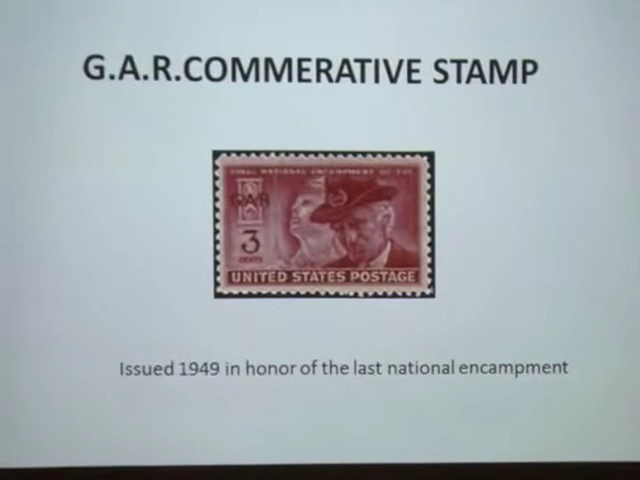 G.A.R.COMMERATIVE STAMP
FINAL NATIONAL ENCAMPMENT OF THE
GAR
3
CENTS
UNITED STATES POSTAGE
Issued 1949 in honor of the last national encampment